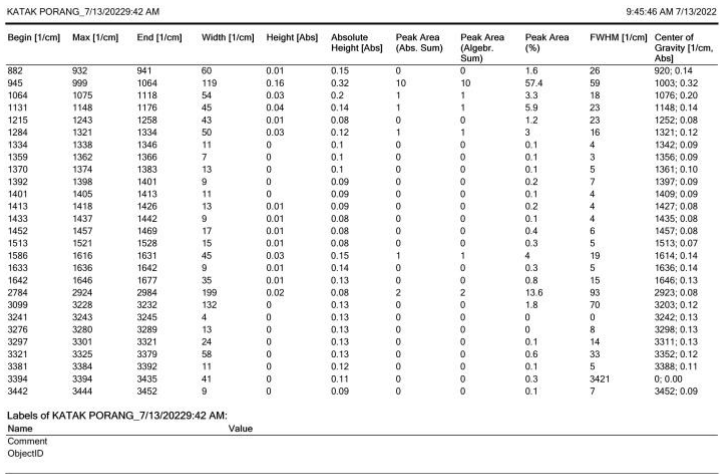 KATAK PORANG_7/13/20229:42 AM 9:45:46 AM 7/13/2022
Begin [1/cm] Max [1/cm] End [1/cm] Width [1/cm] Height [Abs] Absolute Height [Abs] Peak Area (Abs. Sum) Peak Area (Algebr. Sum) Peak Area (%) FWHM [1/cm] Center of Gravity [1/cm, Abs]
882 932 941 60 0.01 0.15 0 0 1.6 26 920; 0.14
945 999 1064 119 0.16 0.32 10 10 57.4 59 1003; 0.32
1064 1075 1118 54 0.03 0.2 1 1 3.3 18 1076; 0.20
1131 1148 1176 45 0.04 0.14 1 1 5.9 23 1148; 0.14
1215 1243 1258 43 0.01 0.08 0 0 1.2 23 1252; 0.08
1284 1321 1334 50 0.03 0.12 1 1 3 16 1321; 0.12
1334 1338 1346 11 0 0.1 0 0 0.1 4 1342; 0.09
1359 1362 1366 7 0 0.1 0 0 0.1 3 1356; 0.09
1370 1374 1383 13 0 0.1 0 0 0.1 5 1361; 0.10
1392 1398 1401 9 0 0.09 0 0 0.2 7 1397; 0.09
1401 1405 1413 11 0 0.09 0 0 0.1 4 1409; 0.09
1413 1418 1426 13 0.01 0.09 0 0 0.2 4 1427; 0.08
1433 1437 1442 9 0.01 0.08 0 0 0.1 4 1435; 0.08
1452 1457 1469 17 0.01 0.08 0 0 0.4 6 1457; 0.08
1513 1521 1528 15 0.01 0.08 0 0 0.3 5 1513; 0.07
1586 1616 1631 45 0.03 0.15 1 1 4 19 1614; 0.14
1633 1636 1642 9 0.01 0.14 0 0 0.3 5 1636; 0.14
1642 1646 1677 35 0.01 0.13 0 0 0.8 15 1646; 0.13
2784 2924 2984 199 0.02 0.08 2 2 13.6 93 2923; 0.08
3099 3228 3232 132 0 0.13 0 0 1.8 70 3203; 0.12
3241 3243 3245 4 0 0.13 0 0 0 0 3242; 0.13
3276 3280 3289 13 0 0.13 0 0 0 8 3298; 0.13
3297 3301 3321 24 0 0.13 0 0 0.1 14 3311; 0.13
3321 3325 3379 58 0 0.13 0 0 0.6 33 3352; 0.12
3381 3384 3392 11 0 0.12 0 0 0.1 5 3388; 0.11
3394 3394 3435 41 0 0.11 0 0 0.3 3421 0; 0.00
3442 3444 3452 9 0 0.09 0 0 0.1 7 3452; 0.09
Labels of KATAK PORANG_7/13/20229:42 AM:
Name Value
Comment
ObjectID